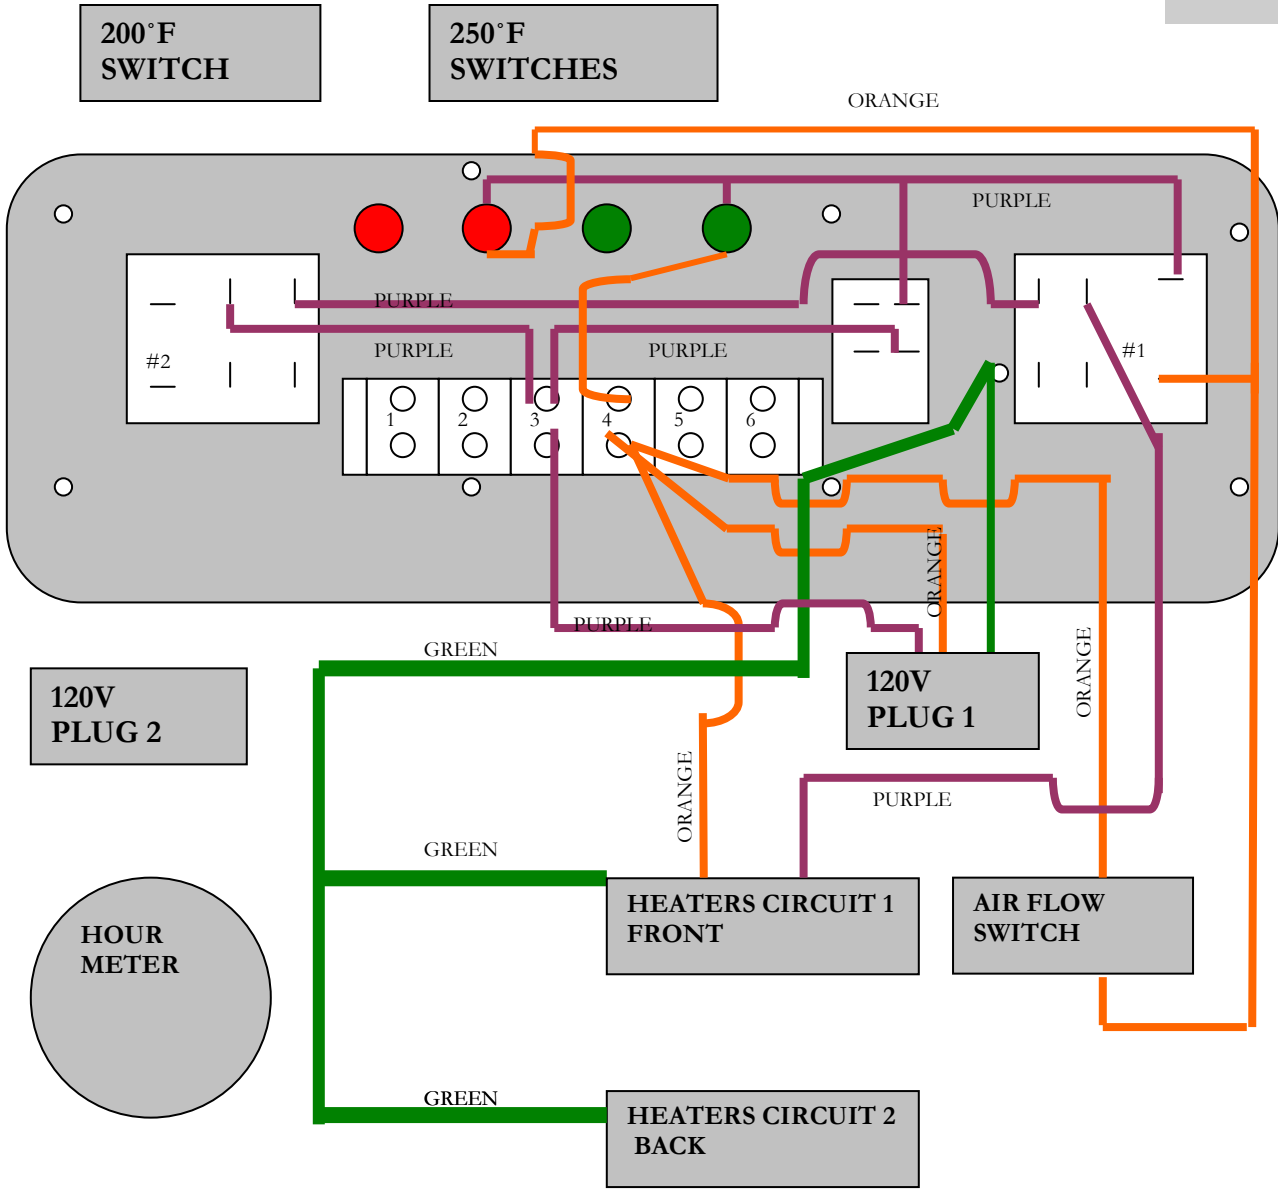 200°F
SWITCH
250°F
SWITCHES
ORANGE
PURPLE
PURPLE
#2
PURPLE
PURPLE
#1
1
2
3
4
5
6
ORANGE
PURPLE
GREEN
ORANGE
120V
PLUG 2
120V
PLUG 1
ORANGE
PURPLE
GREEN
HEATERS CIRCUIT 1
FRONT
AIR FLOW
SWITCH
HOUR
METER
GREEN
HEATERS CIRCUIT 2
BACK